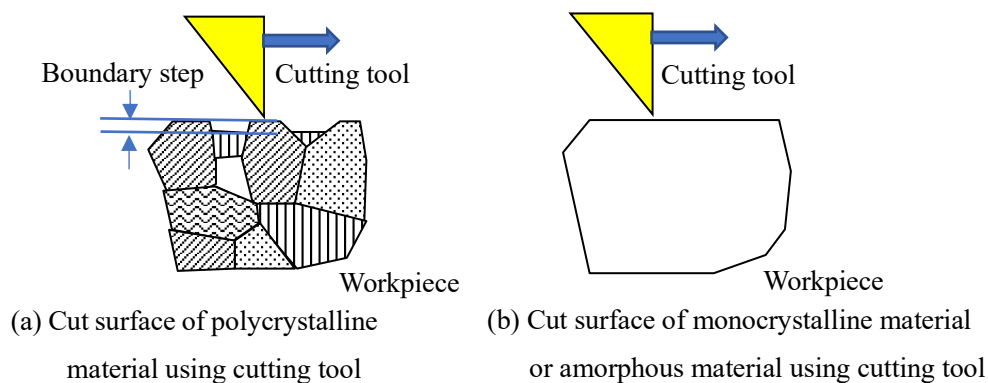 Boundary step
Cutting tool
Workpiece
(a) Cut surface of polycrystalline
material using cutting tool
Cutting tool
Workpiece
(b) Cut surface of monocrystalline material
or amorphous material using cutting tool